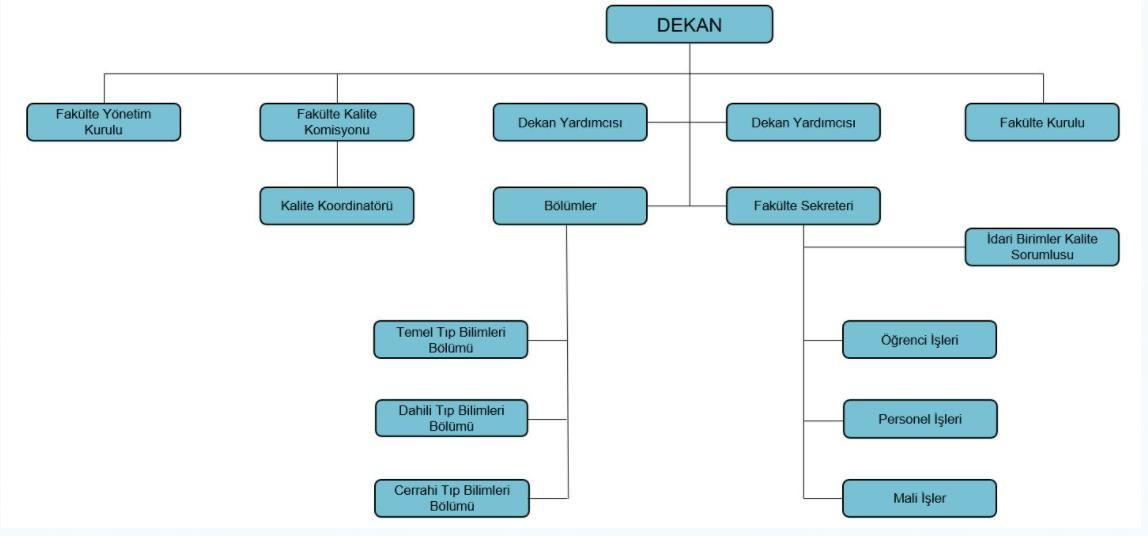 DEKAN
Fakülte Yönetim
Kurulu
Fakülte Kalite
Komisyonu
Dekan Yardımcısı
Dekan Yardımcısı
Fakülte Kurulu
Kalite Koordinatörü
Bölümler
Fakülte Sekreteri
İdari Birimler Kalite
Sorumlusu
Temel Tıp Bilimleri
Bölümü
Öğrenci İşleri
Dahili Tıp Bilimleri
Bölümü
Personel İşleri
Cerrahi Tıp Bilimleri
Bölümü
Mali İşler